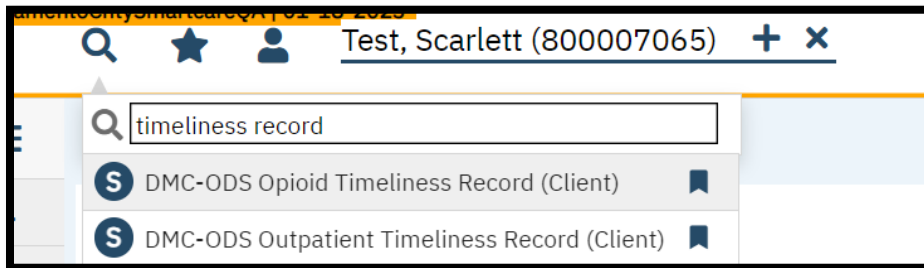 Test, Scarlett (800007065)
timeliness record
S DMC-ODS Opioid Timeliness Record (Client)
S DMC-ODS Outpatient Timeliness Record (Client)